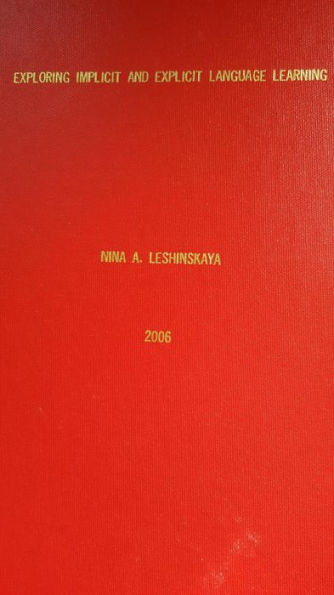 EXPLORING IMPLICIT AND EXPLICIT LANGUAGE LEARNING
NINA A. LESHINSKAYA
2006